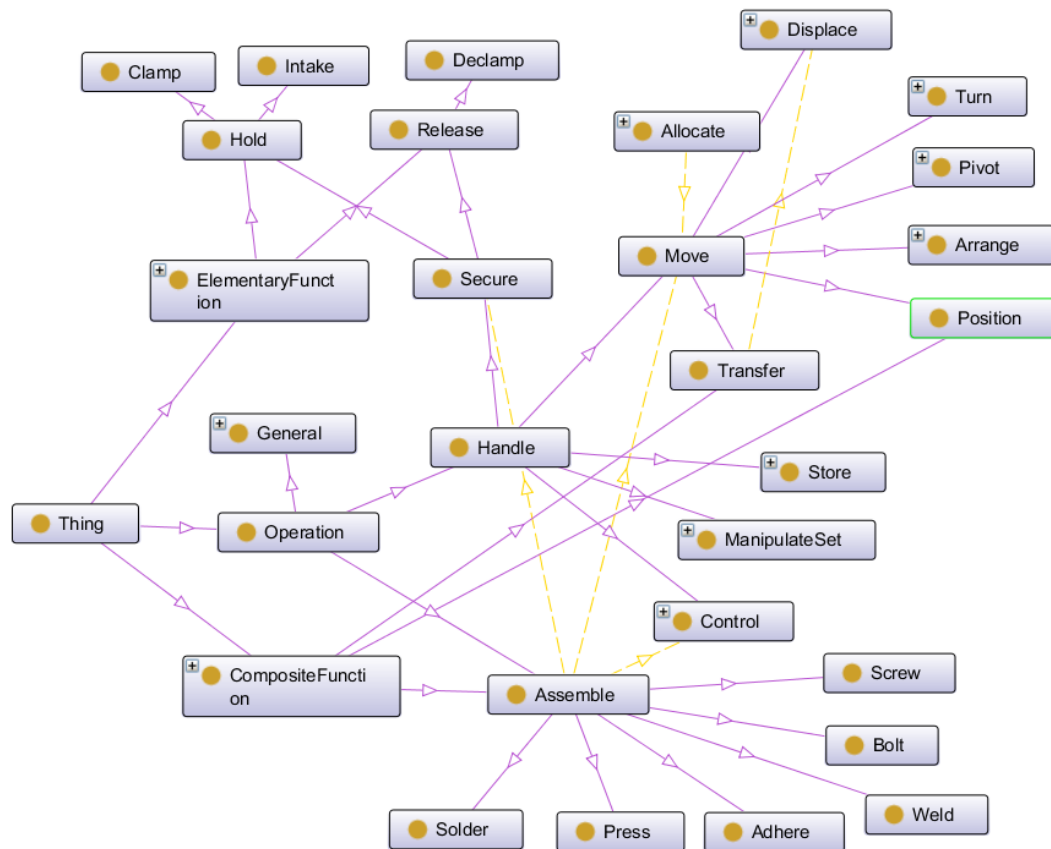 Displace
Clamp
Intake
Declamp
Turn
Allocate
Release
Hold
Pivot
Arrange
Move
ElementaryFunct
ion
Secure
Position
Transfer
General
Handle
Store
Thing
Operation
ManipulateSet
Control
CompositeFuncti
on
Screw
Assemble
Bolt
Weld
Solder
Press
Adhere